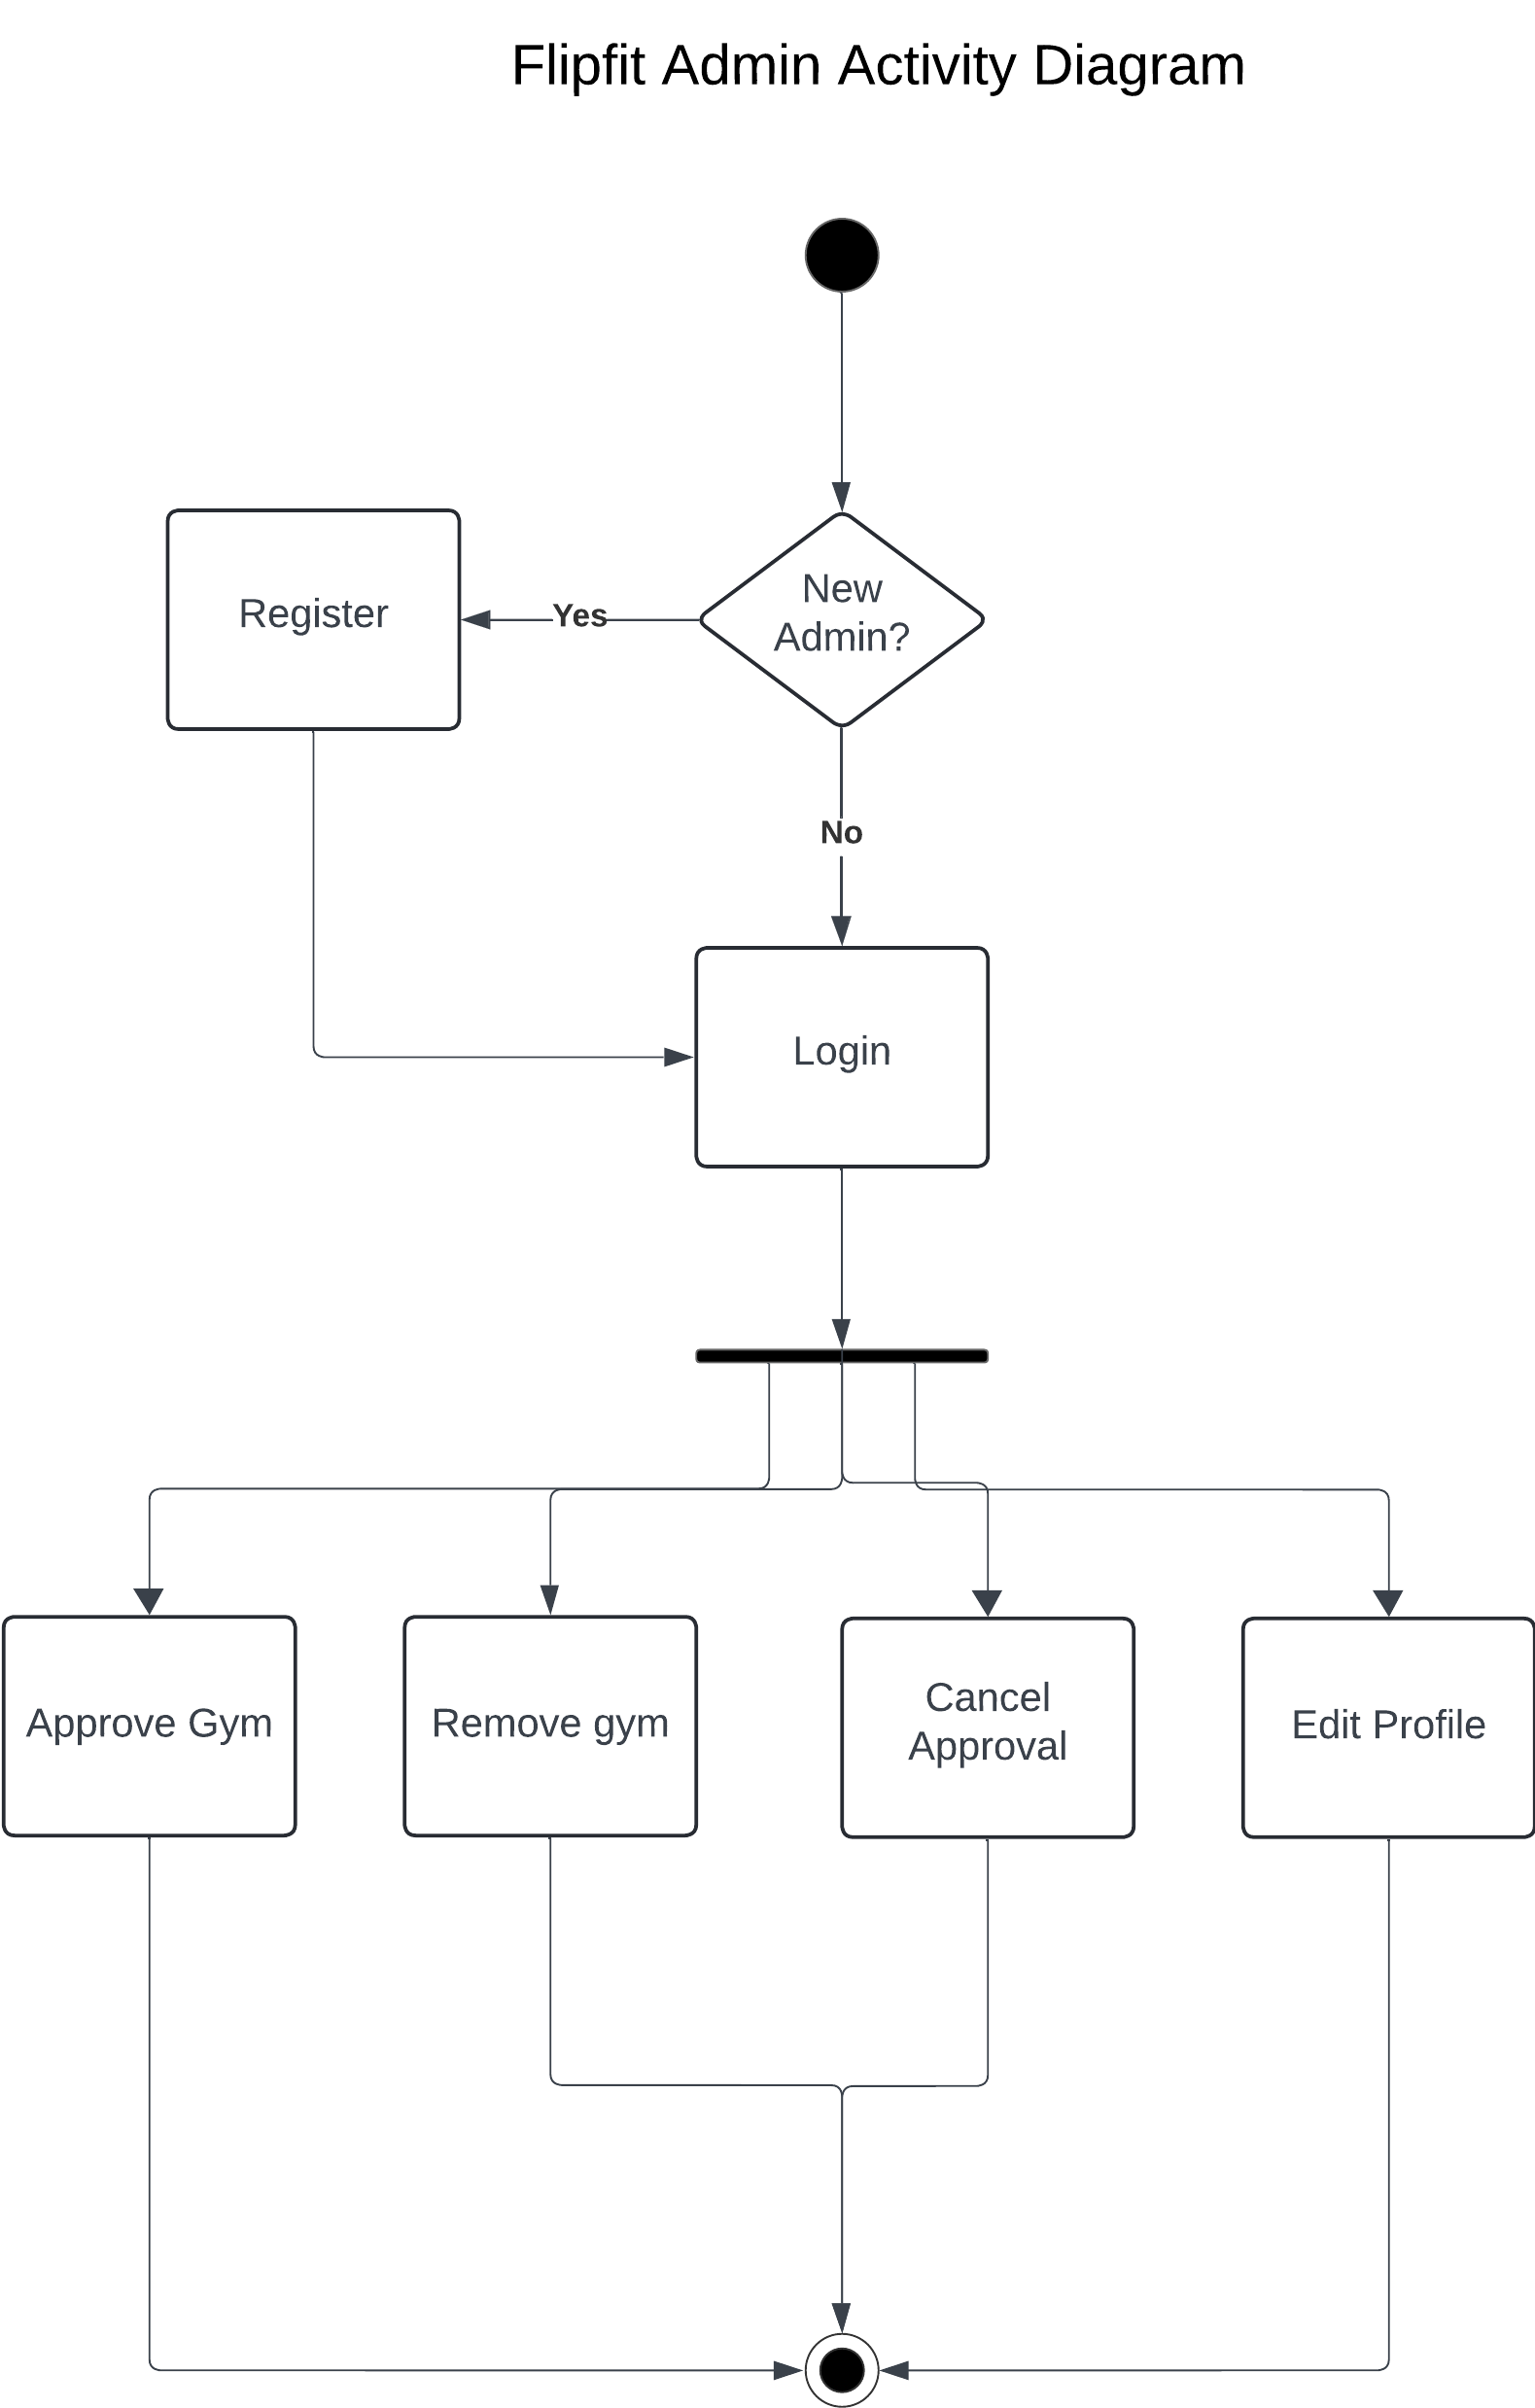 Flipfit Admin Activity Diagram
New
Admin?
Yes
Register
No
Login
Approve Gym
Remove gym
Cancel
Approval
Edit Profile